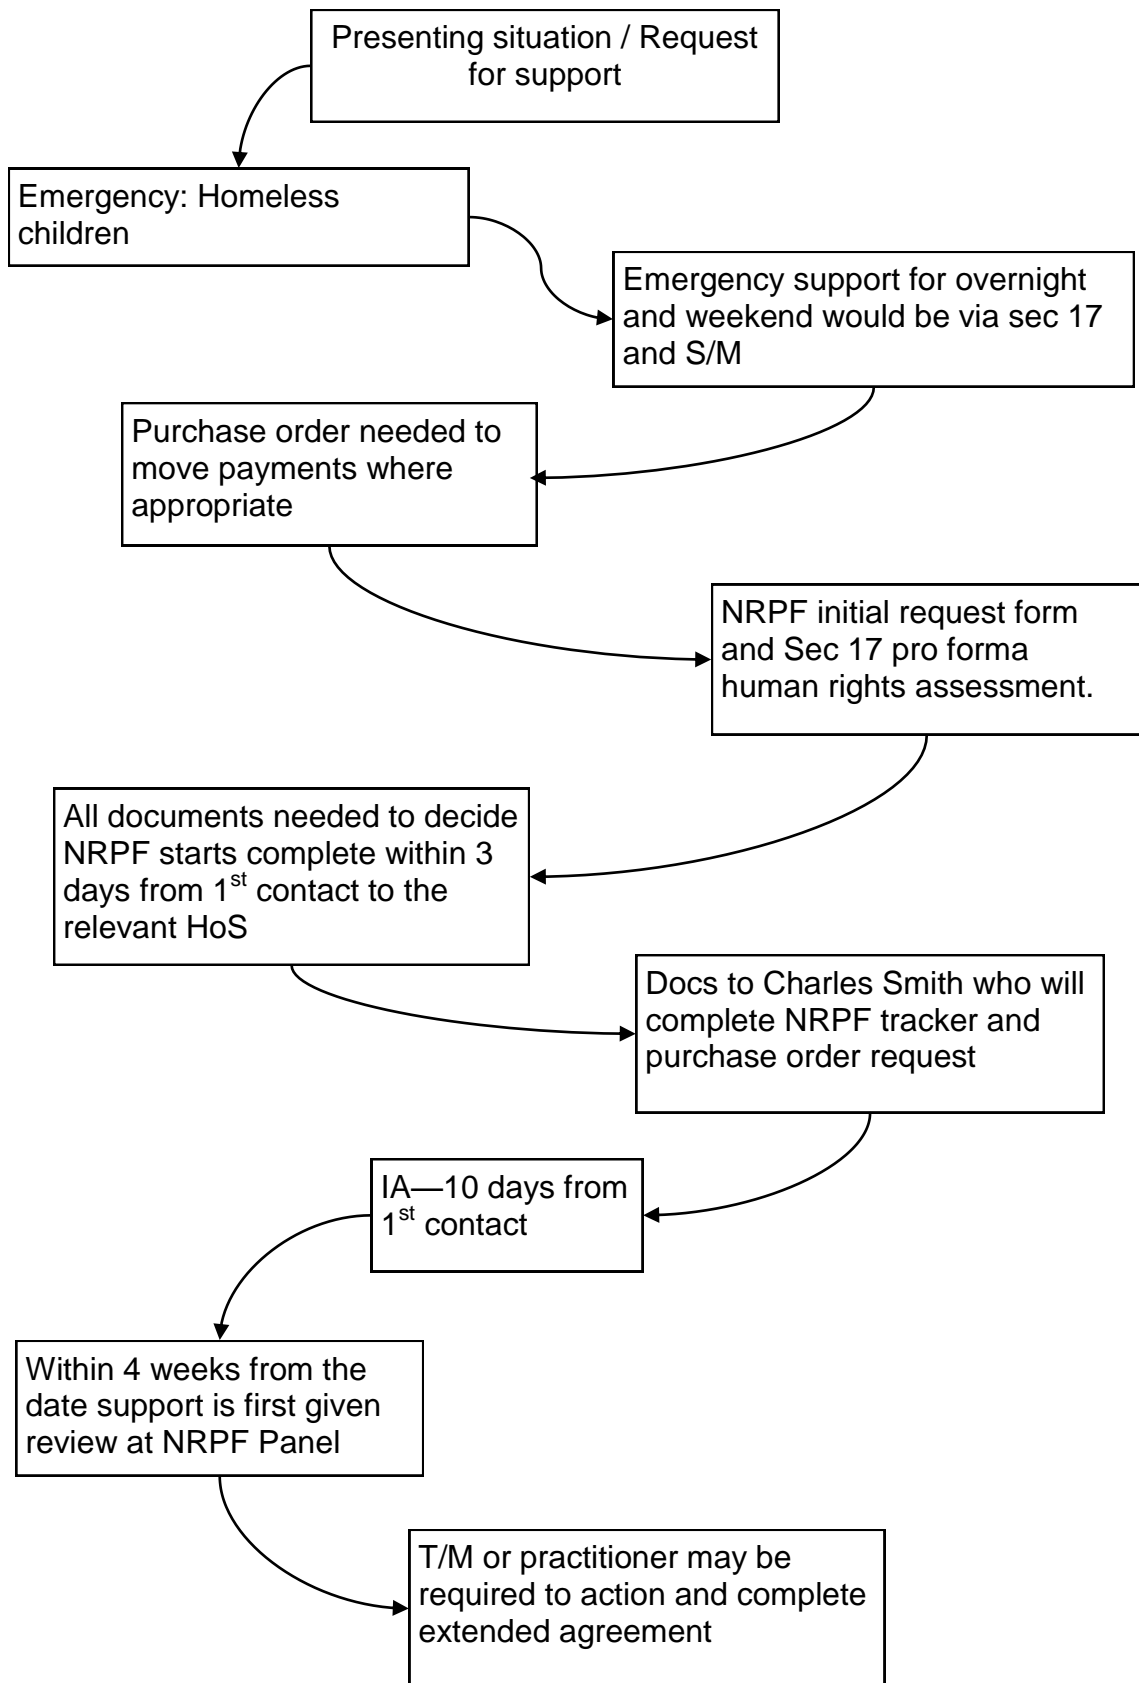 Presenting situation / Request
for support
Emergency: Homeless
children
Emergency support for overnight
and weekend would be via sec 17
and S/M
Purchase order needed to
move payments where
appropriate
NRPF initial request form
and Sec 17 pro forma
human rights assessment.
All documents needed to decide
NRPF starts complete within 3
days from 1st contact to the
relevant HoS
Docs to Charles Smith who will
complete NRPF tracker and
purchase order request
IA—10 days from
1st contact
Within 4 weeks from the
date support is first given
review at NRPF Panel
T/M or practitioner may be
required to action and complete
extended agreement